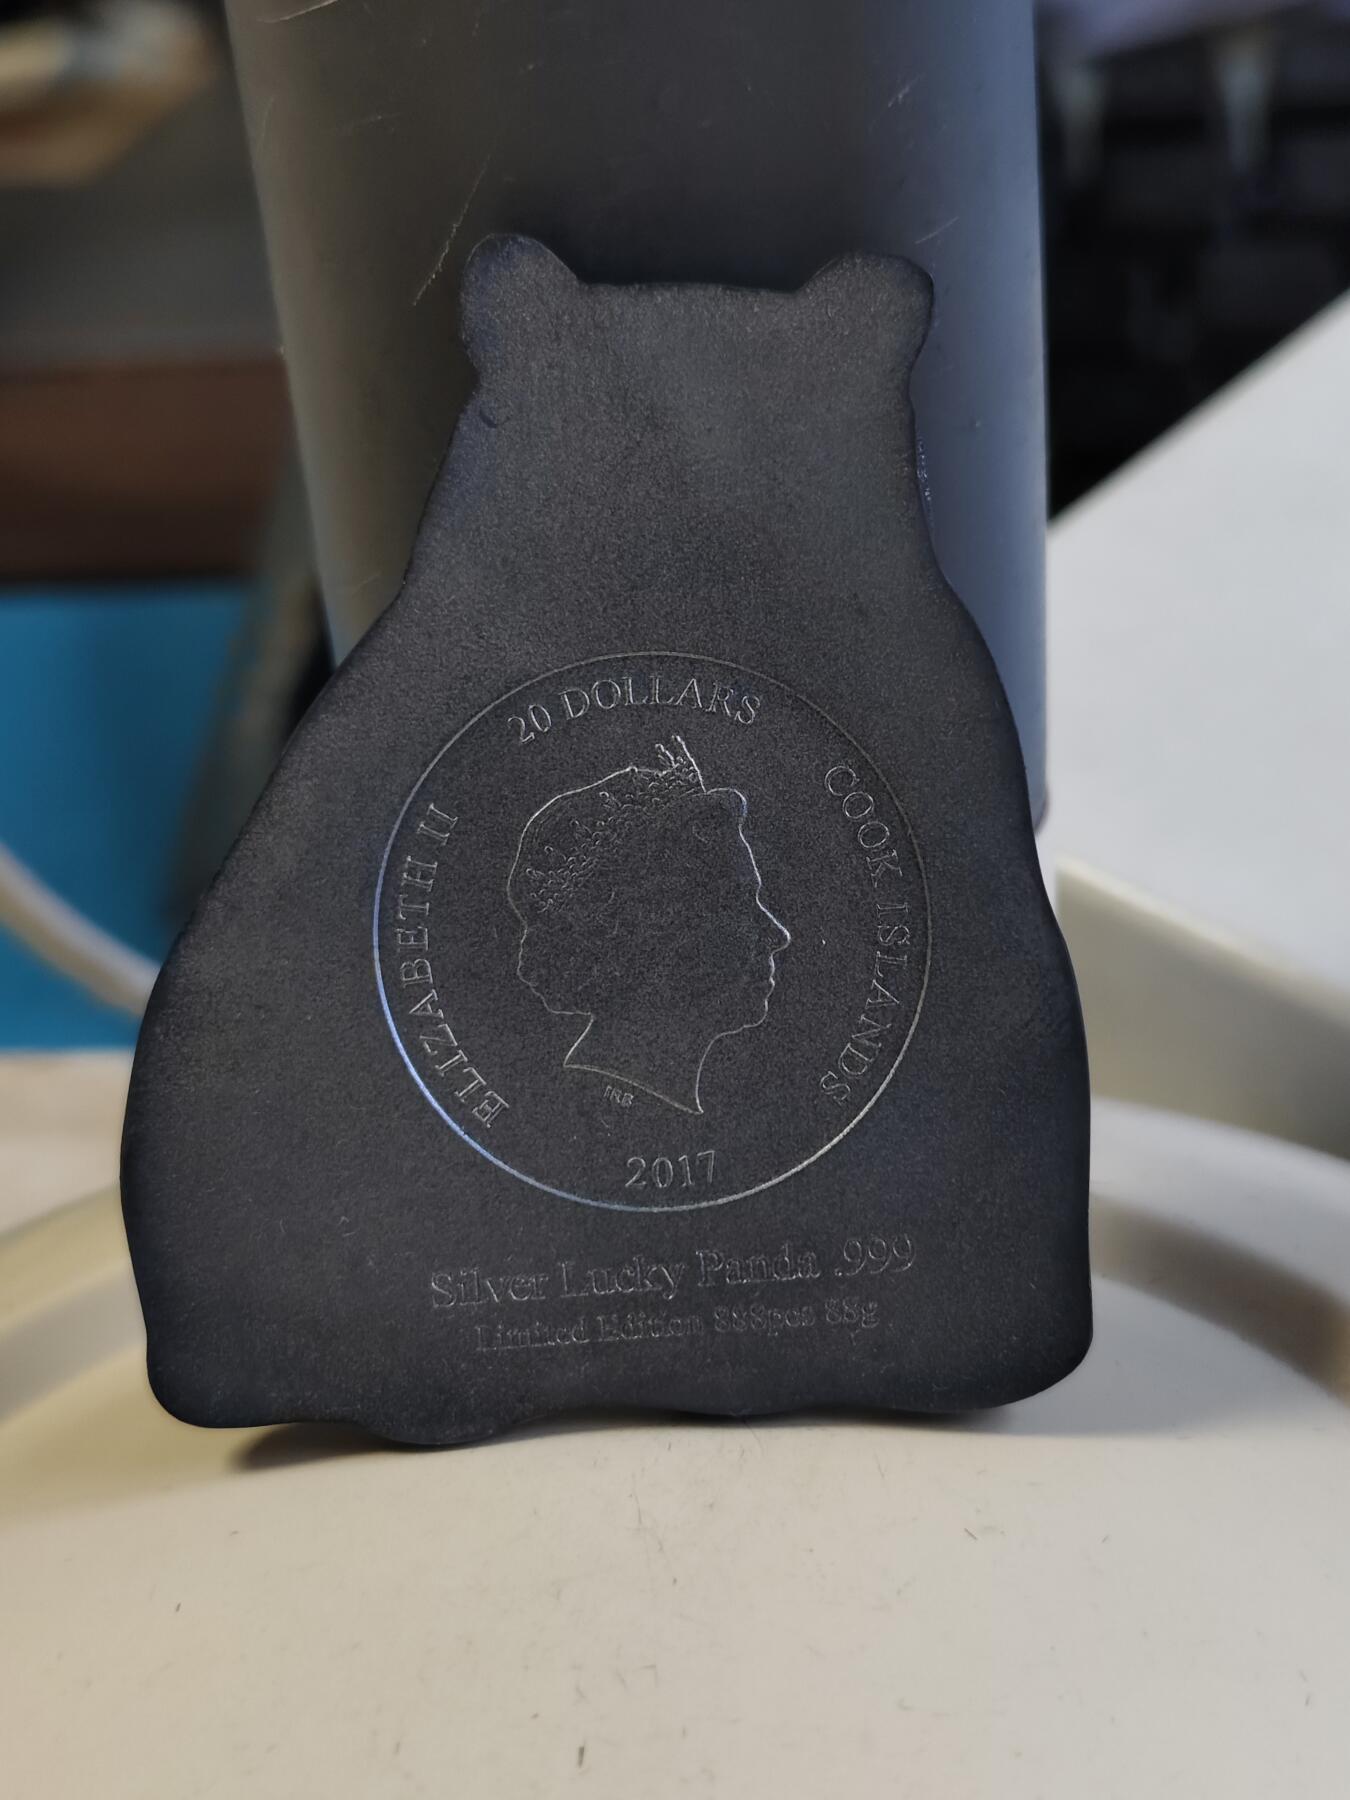 20 DOLLARS
ELIZABETH II
COOK ISLANDS
IRB
2017
Silver Lucky Panda .999
Limited Edition 888pcs 88g